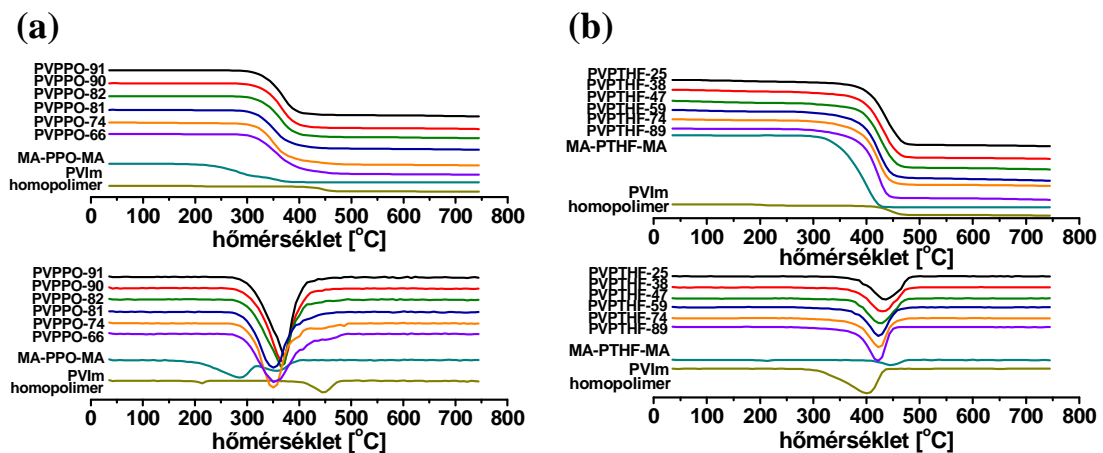 (a)
PVPPO-91
PVPPO-90
PVPPO-82
PVPPO-81
PVPPO-74
PVPPO-66
MA-PPO-MA
PVIm
homopolimer
0 100 200 300 400 500 600 700 800
hőmérséklet [°C]
PVPPO-91
PVPPO-90
PVPPO-82
PVPPO-81
PVPPO-74
PVPPO-66
MA-PPO-MA
PVIm
homopolimer
0 100 200 300 400 500 600 700 800
hőmérséklet [°C]
(b)
PVPTHF-25
PVPTHF-38
PVPTHF-47
PVPTHF-59
PVPTHF-74
PVPTHF-89
MA-PTHF-MA
PVIm
homopolimer
0 100 200 300 400 500 600 700 800
hőmérséklet [°C]
PVPTHF-25
PVPTHF-38
PVPTHF-47
PVPTHF-59
PVPTHF-74
PVPTHF-89
MA-PTHF-MA
PVIm
homopolimer
0 100 200 300 400 500 600 700 800
hőmérséklet [°C]